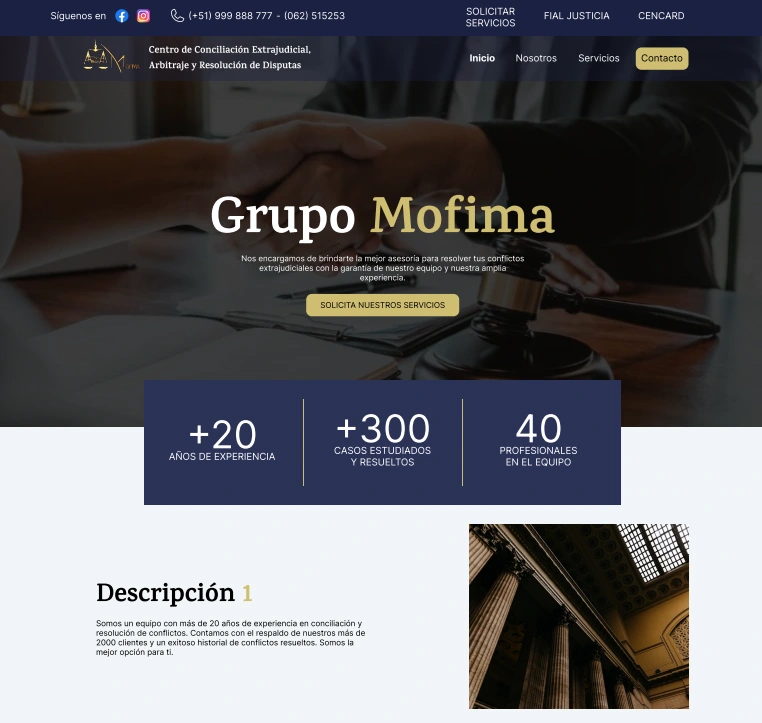 Síguenos en
(+51) 999 888 777 - (062) 515253
SOLICITAR
SERVICIOS
FIAL JUSTICIA
CENCARD
Centro de Conciliación Extrajudicial,
Arbitraje y Resolución de Disputas
Inicio
Nosotros
Servicios
Contacto
Grupo Mofima
Nos encargamos de brindarte la mejor asesoría para resolver tus conflictos
extrajudiciales con la garantía de nuestro equipo y nuestra amplia
experiencia.
SOLICITA NUESTROS SERVICIOS
+20
AÑOS DE EXPERIENCIA
+300
CASOS ESTUDIADOS
Y RESUELTOS
40
PROFESIONALES
EN EL EQUIPO
Descripción 1
Somos un equipo con más de 20 años de experiencia en conciliación y
resolución de conflictos. Contamos con el respaldo de nuestros más de
2000 clientes y un exitoso historial de conflictos resueltos. Somos la
mejor opción para ti.